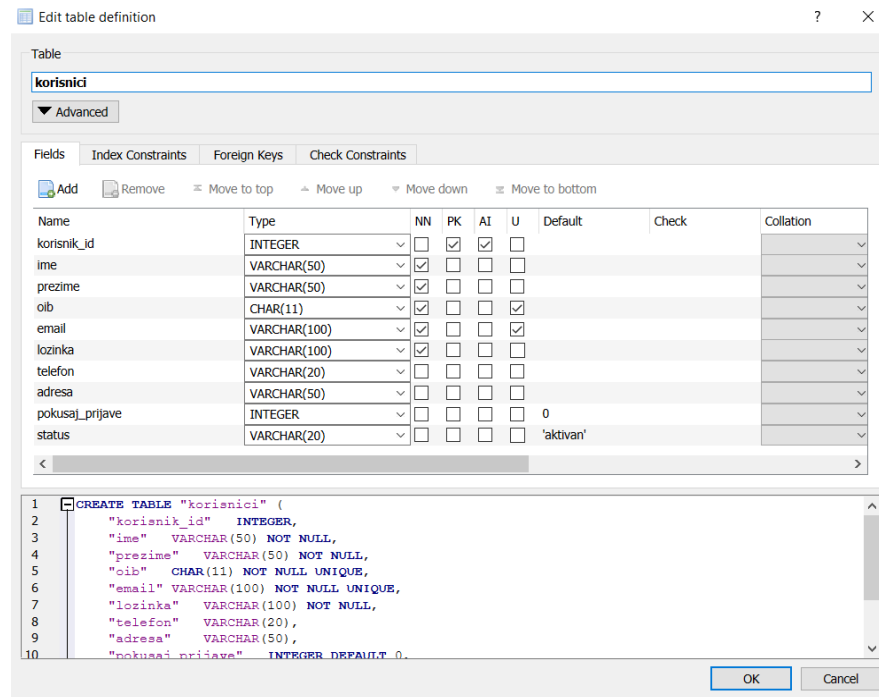 Edit table definition ? ×
Table
korisnici
Advanced
Fields Index Constraints Foreign Keys Check Constraints
Add Remove Move to top Move up Move down Move to bottom
Name Type NN PK AI U Default Check Collation
korisnik_id INTEGER
ime VARCHAR(50)
prezime VARCHAR(50)
oib CHAR(11)
email VARCHAR(100)
lozinka VARCHAR(100)
telefon VARCHAR(20)
adresa VARCHAR(50)
pokusaj_prijave INTEGER 0
status VARCHAR(20) 'aktivan'
1 CREATE TABLE "korisnici" (
2 "korisnik_id" INTEGER,
3 "ime" VARCHAR(50) NOT NULL,
4 "prezime" VARCHAR(50) NOT NULL,
5 "oib" CHAR(11) NOT NULL UNIQUE,
6 "email" VARCHAR(100) NOT NULL UNIQUE,
7 "lozinka" VARCHAR(100) NOT NULL,
8 "telefon" VARCHAR(20),
9 "adresa" VARCHAR(50),
10 "pokusaj_prijave" INTEGER DEFAULT 0,
OK Cancel